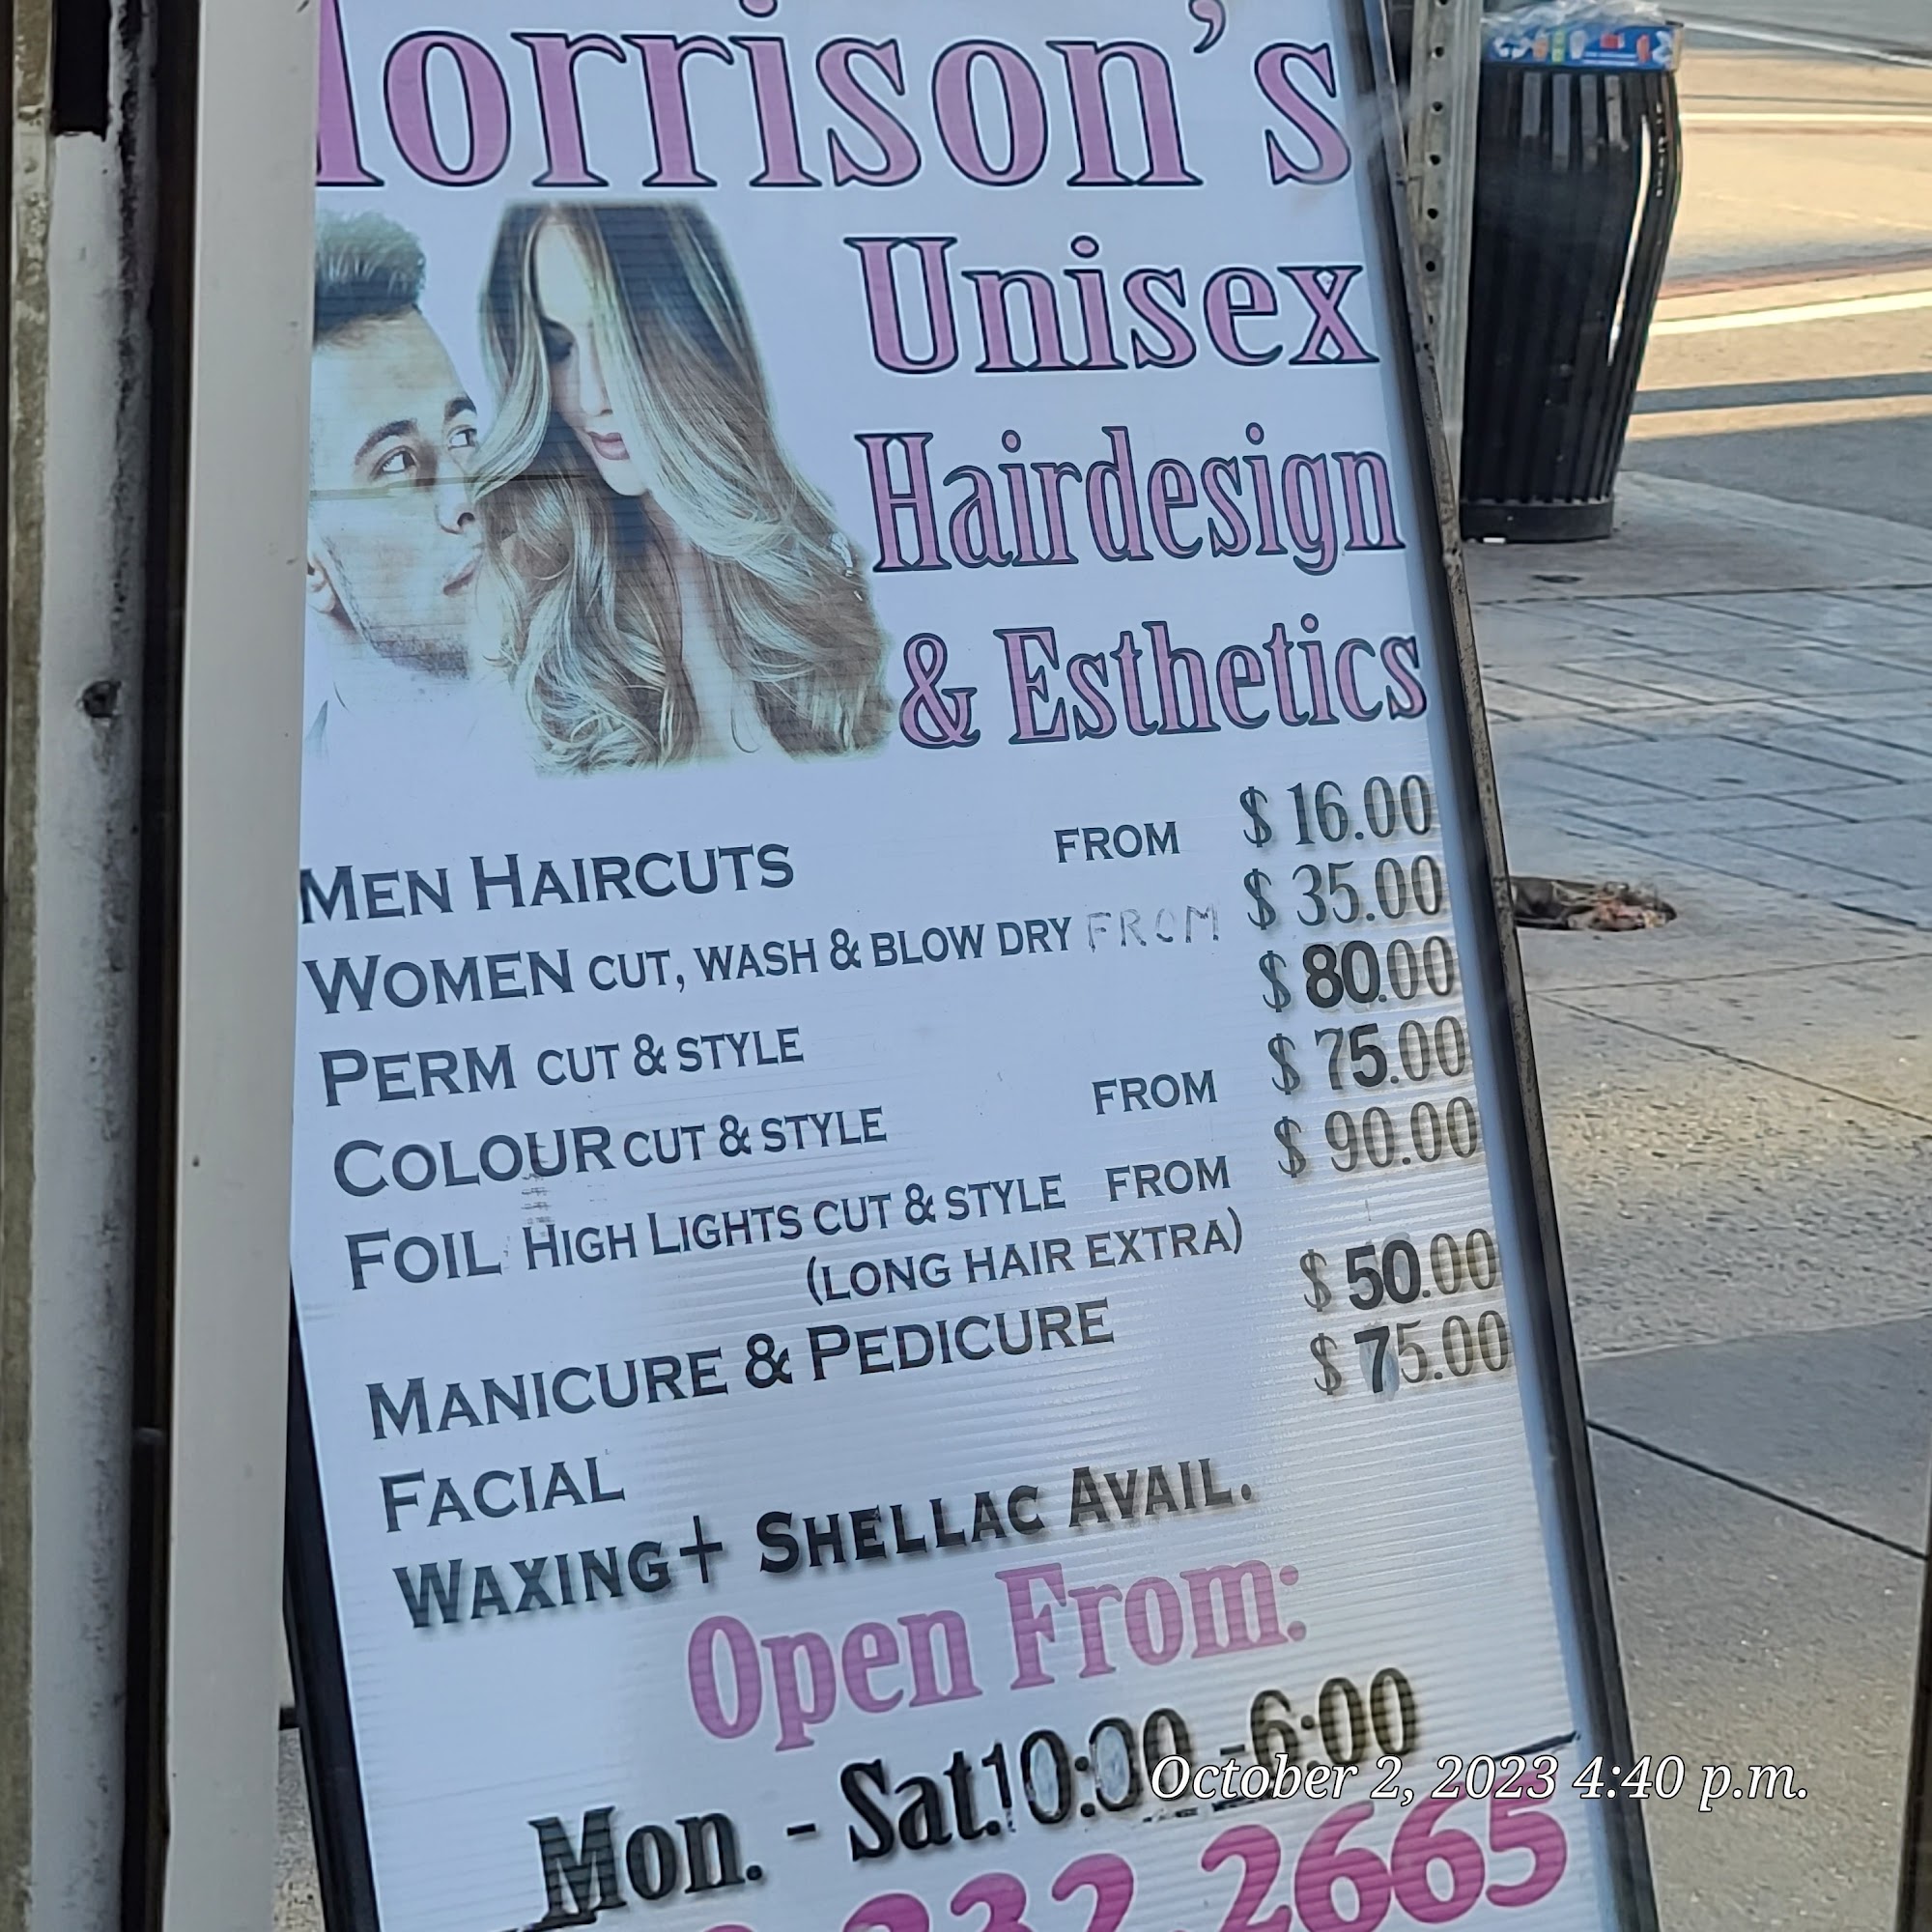 Morrison's
Unisex
Hairdesign
& Esthetics
MEN HAIRCUTS FROM $ 16.00
WOMEN CUT, WASH & BLOW DRY FROM $ 35.00
PERM CUT & STYLE $ 80.00
COLOUR CUT & STYLE FROM $ 75.00
FOIL HIGH LIGHTS CUT & STYLE FROM $ 90.00
(LONG HAIR EXTRA)
MANICURE & PEDICURE $ 50.00
FACIAL $ 75.00
WAXING + SHELLAC AVAIL.
Open From:
Mon. - Sat. 10:00 - 6:00
232.2665
October 2, 2023 4:40 p.m.